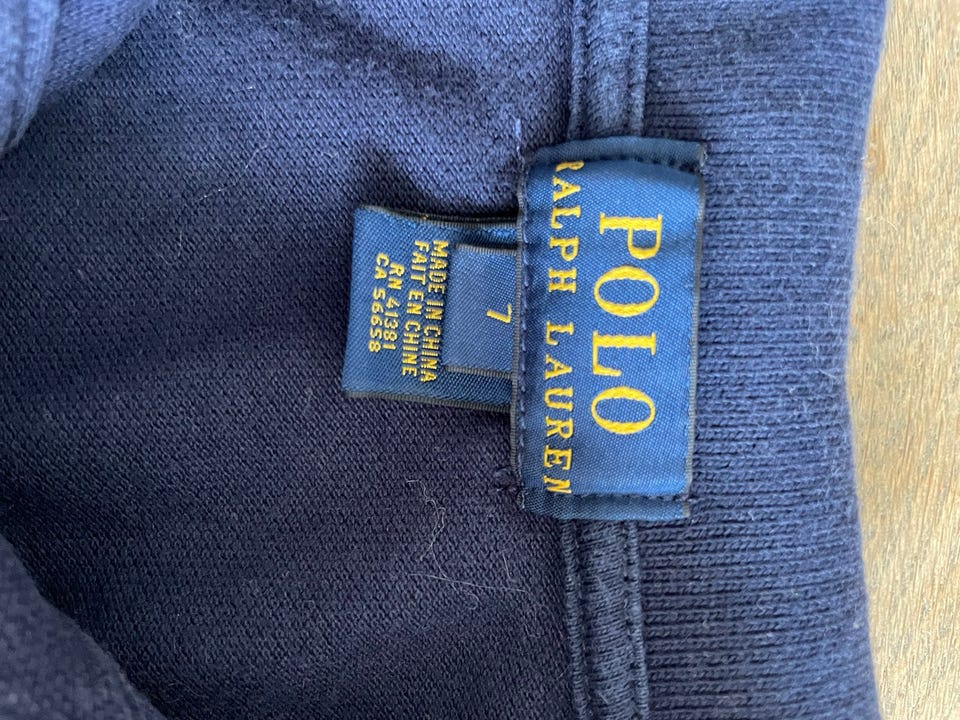 POLO
RALPH LAUREN
7
MADE IN CHINA
FAIT EN CHINE
RN 41381
CA 56658